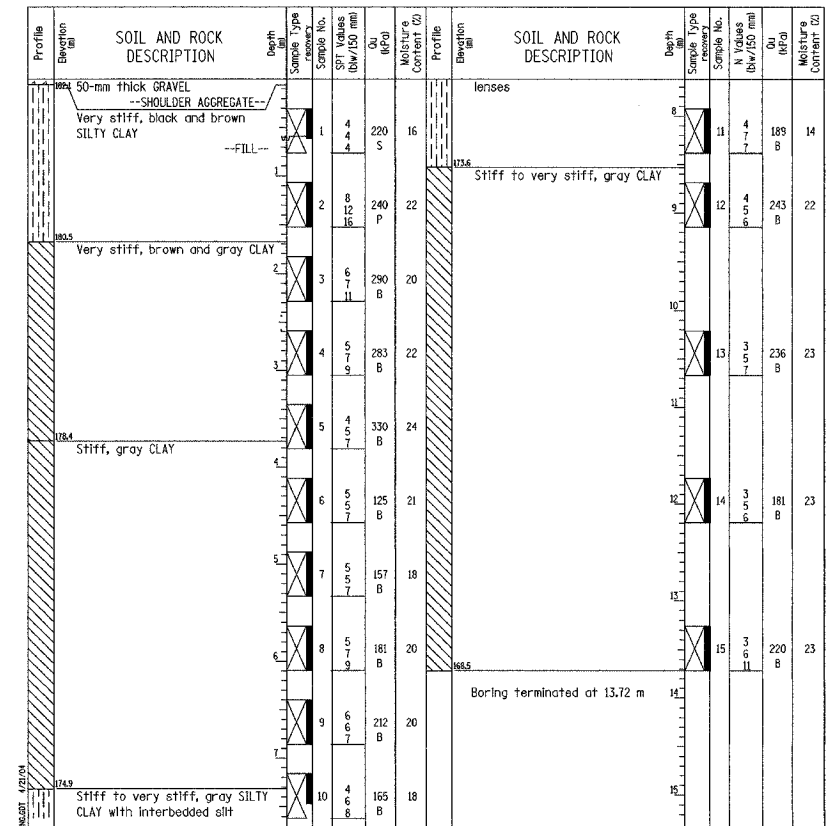 Profile
Elevation (m)
SOIL AND ROCK DESCRIPTION
Depth (m)
Sample Type recovery
Sample No.
SPT Values (blw/150 mm)
Qu (kPa)
Moisture Content (%)
50-mm thick GRAVEL
--SHOULDER AGGREGATE--
Very stiff, black and brown
SILTY CLAY
--FILL--
1
4
4
4
220
S
16
1
2
8
12
16
240
P
22
180.5
Very stiff, brown and gray CLAY
2
3
6
7
11
290
B
20
4
5
7
9
283
B
22
3
5
4
5
7
330
B
24
178.4
Stiff, gray CLAY
4
6
5
5
7
125
B
21
5
7
5
5
7
157
B
18
8
5
7
9
181
B
20
6
9
6
6
7
212
B
20
7
174.9
Stiff to very stiff, gray SILTY
CLAY with interbedded silt
10
4
6
8
165
B
18
NG.GDT 4/21/04
Profile
Elevation (m)
SOIL AND ROCK DESCRIPTION
Depth (m)
Sample Type recovery
Sample No.
N Values (blw/150 mm)
Qu (kPa)
Moisture Content (%)
lenses
8
11
4
7
7
189
B
14
173.6
Stiff to very stiff, gray CLAY
9
12
4
5
6
243
B
22
10
13
3
5
7
236
B
23
11
12
14
3
5
6
181
B
23
13
15
3
6
11
220
B
23
168.5
Boring terminated at 13.72 m
14
15